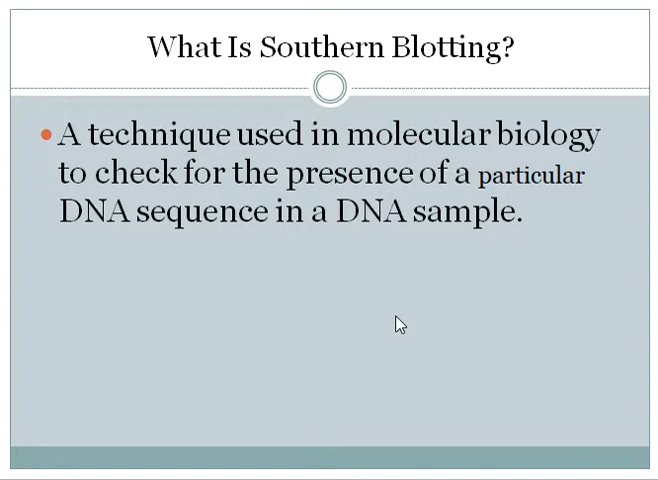 What Is Southern Blotting?
A technique used in molecular biology
to check for the presence of a particular
DNA sequence in a DNA sample.